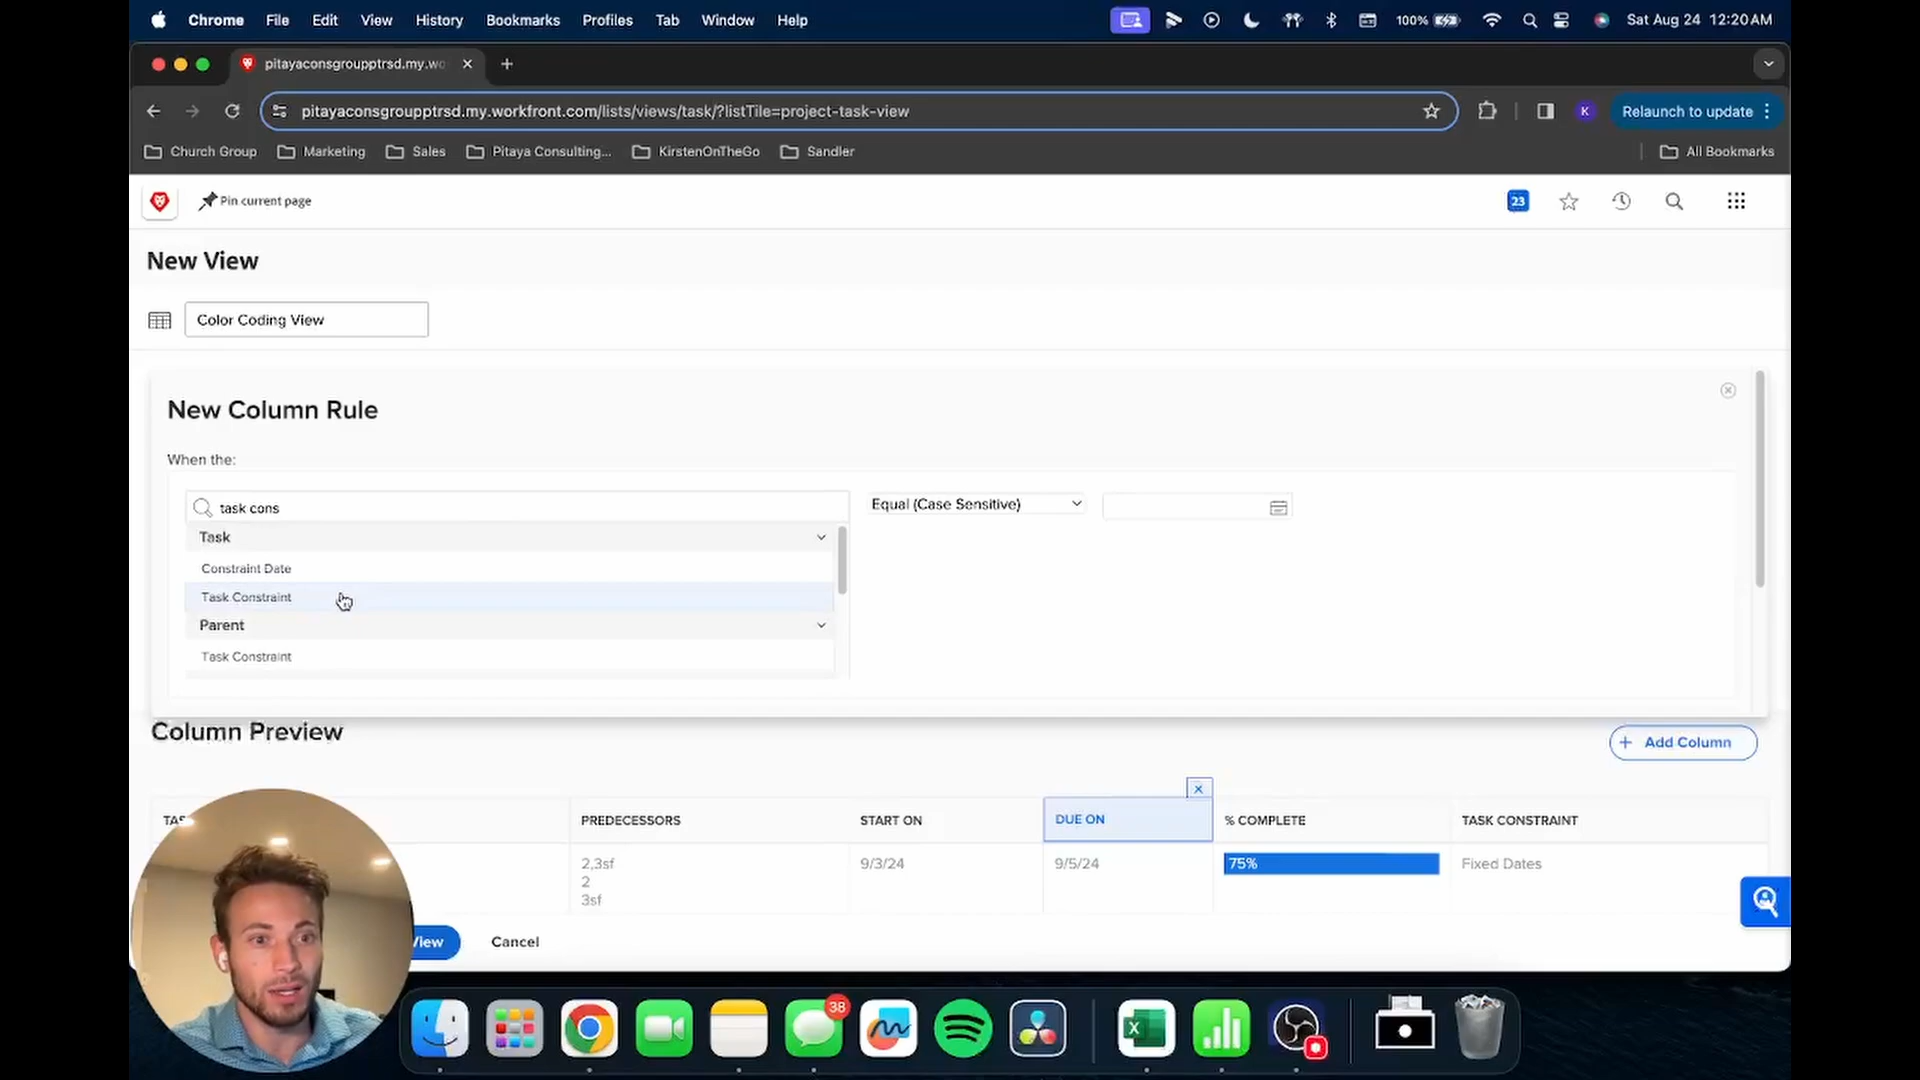 Chrome File Edit View History Bookmarks Profiles Tab Window Help 100% Sat Aug 24 12:20 AM
pitayaconsgroupptrsd.my.wo
pitayaconsgroupptrsd.my.workfront.com/lists/views/task/?listTile=project-task-view K Relaunch to update
Church Group Marketing Sales Pitaya Consulting... KirstenOnTheGo Sandler All Bookmarks
Pin current page 23
New View
Color Coding View
New Column Rule
When the:
task cons Equal (Case Sensitive)
Task
Constraint Date
Task Constraint
Parent
Task Constraint
Column Preview
+ Add Column
PREDECESSORS START ON DUE ON % COMPLETE TASK CONSTRAINT
2,3sf 9/3/24 9/5/24 75% Fixed Dates
2
3sf
View Cancel
38